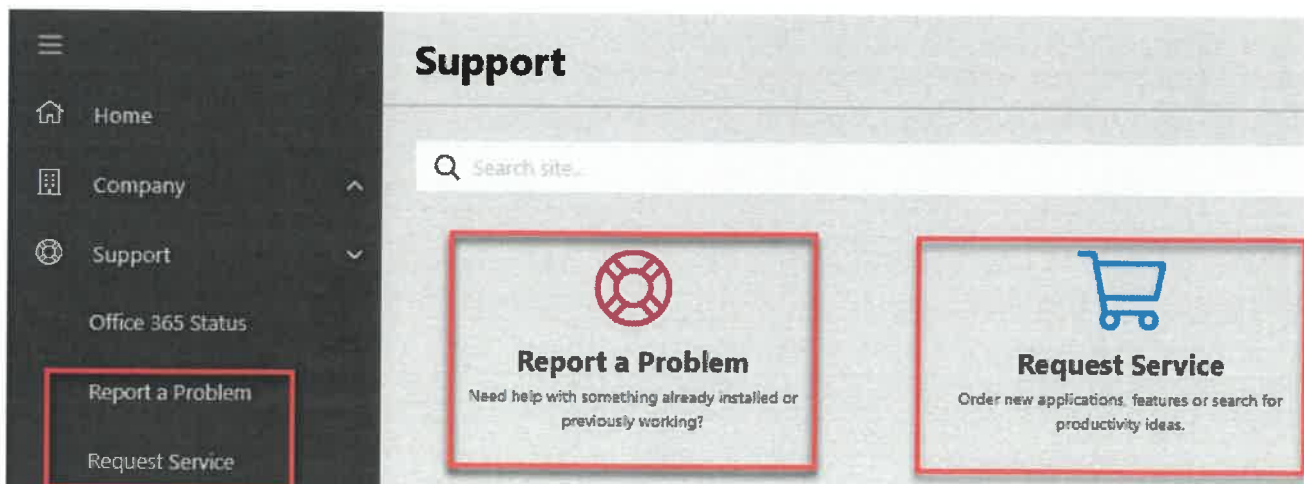 Home
Company
Support
Office 365 Status
Report a Problem
Request Service
Support
Search site...
Report a Problem
Need help with something already installed or
previously working?
Request Service
Order new applications, features or search for
productivity ideas.